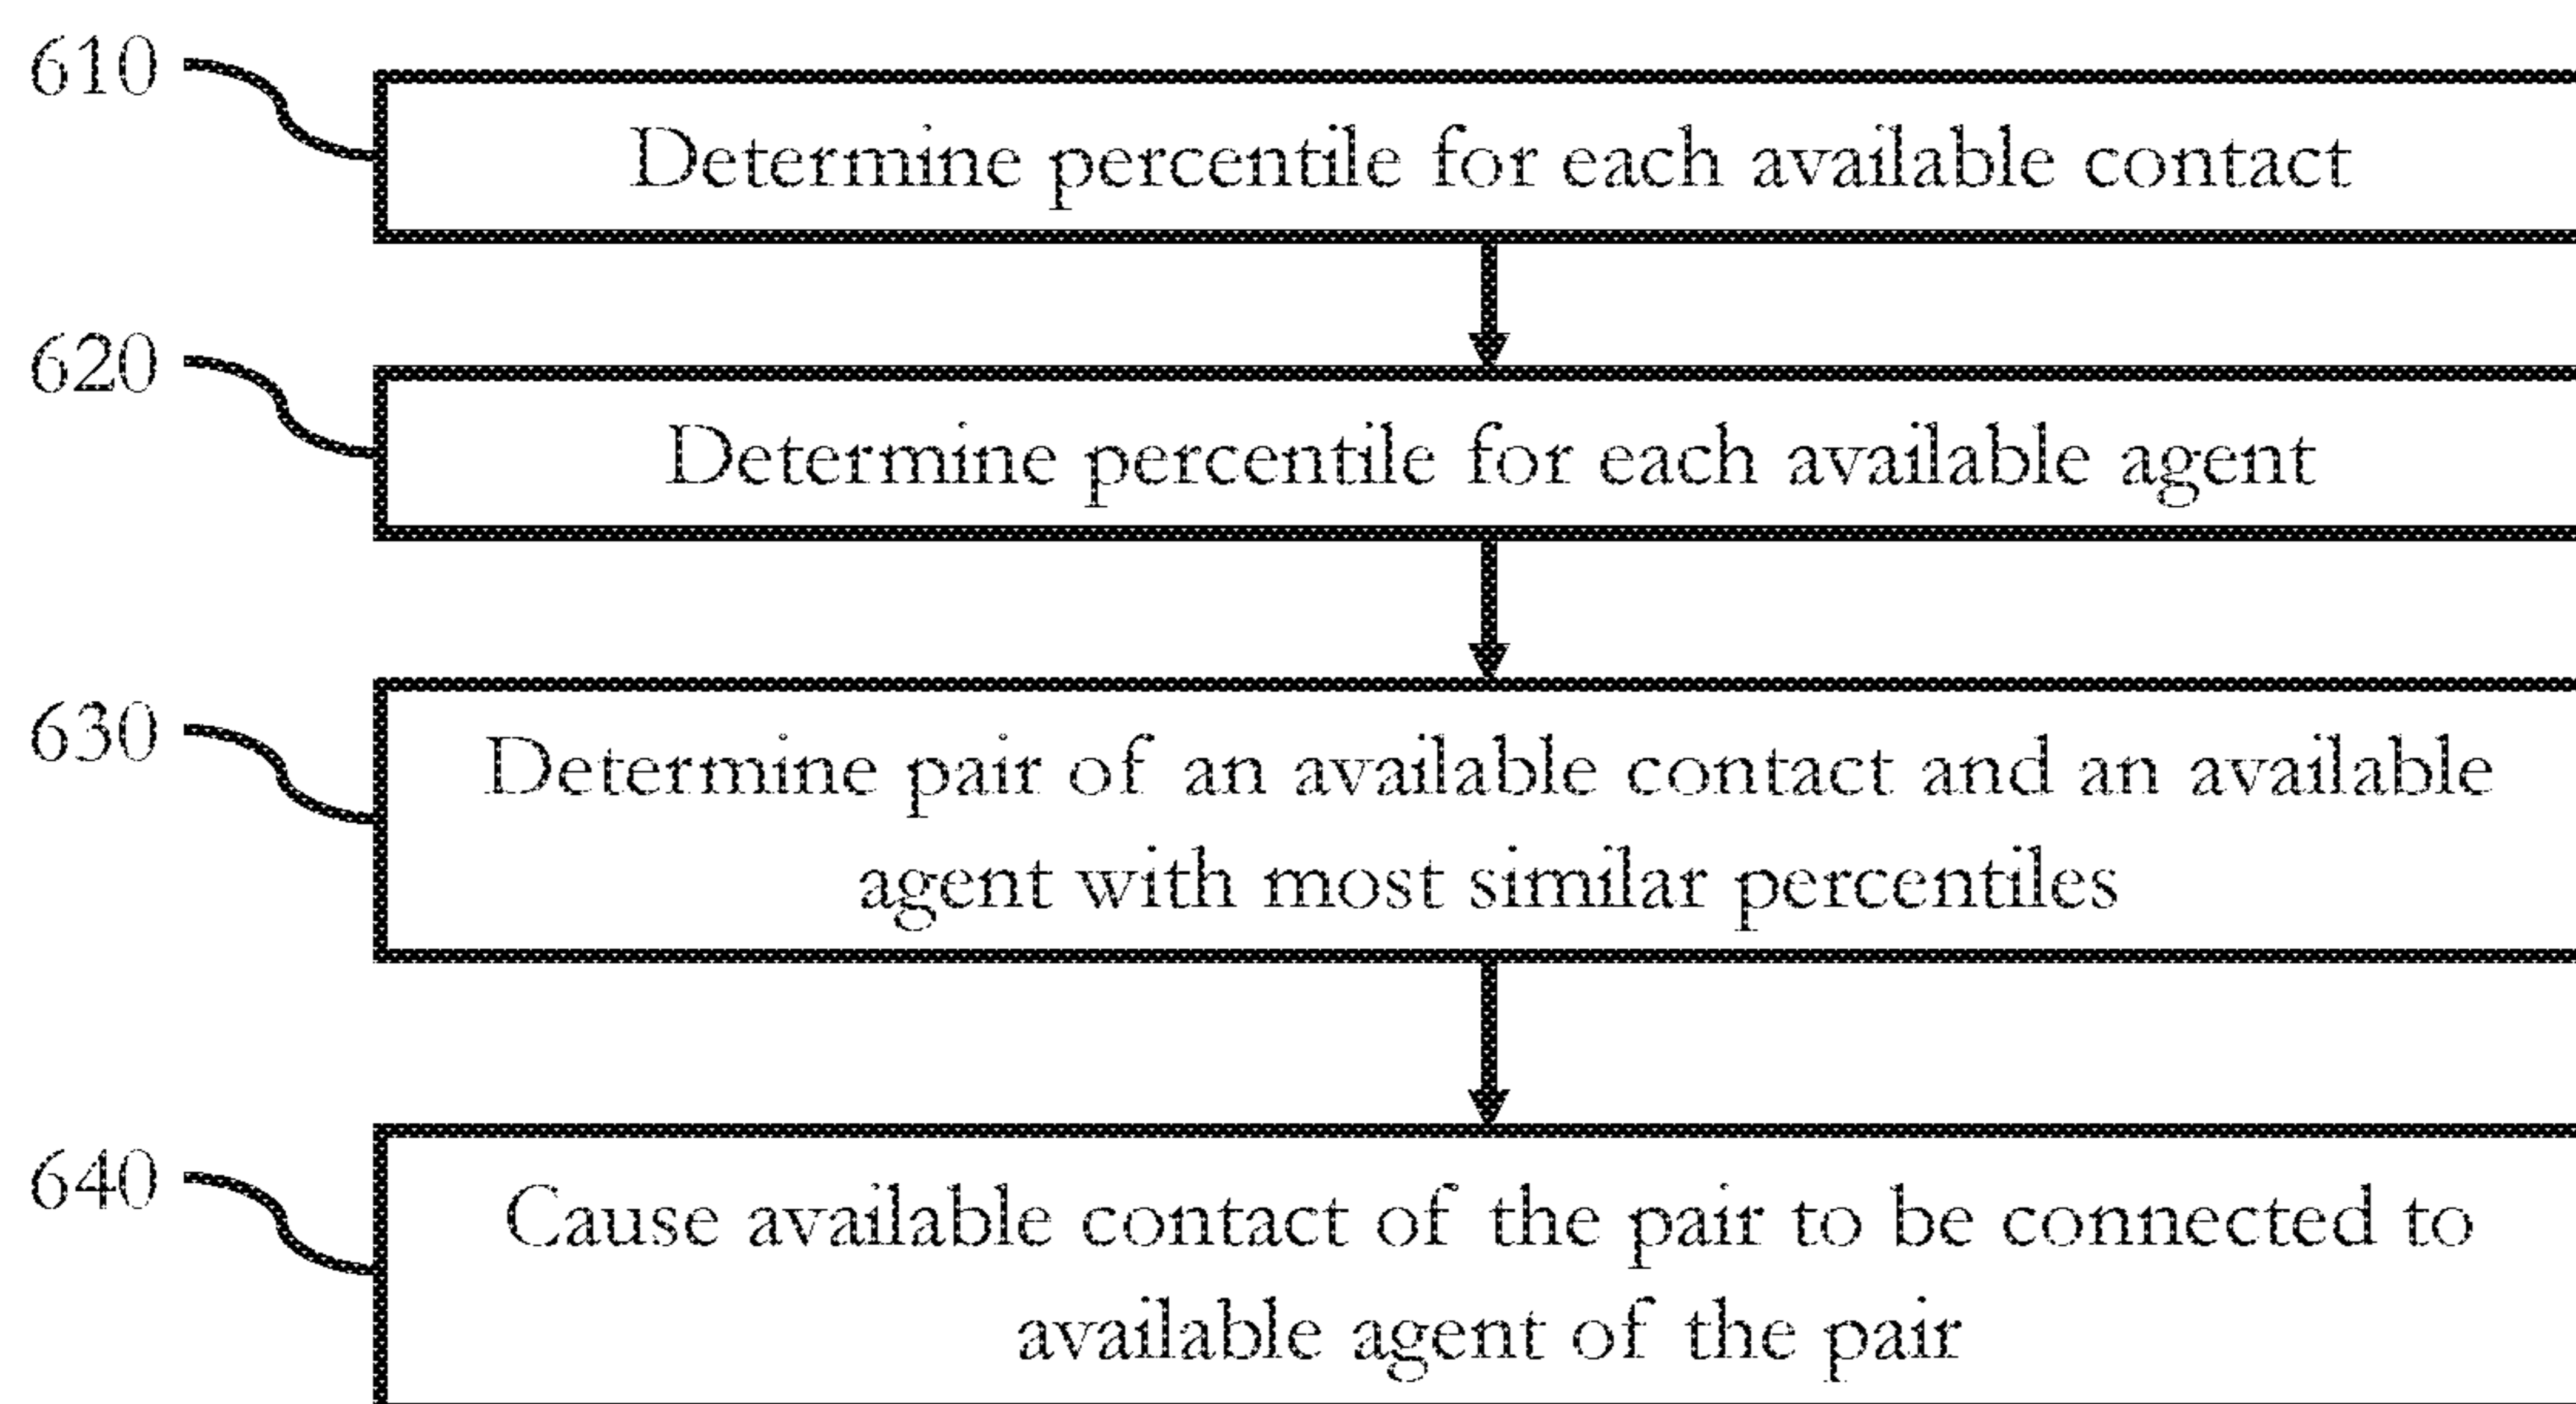 610
Determine percentile for each available contact
620
Determine percentile for each available agent
630
Determine pair of an available contact and an available
agent with most similar percentiles
640
Cause available contact of the pair to be connected to
available agent of the pair